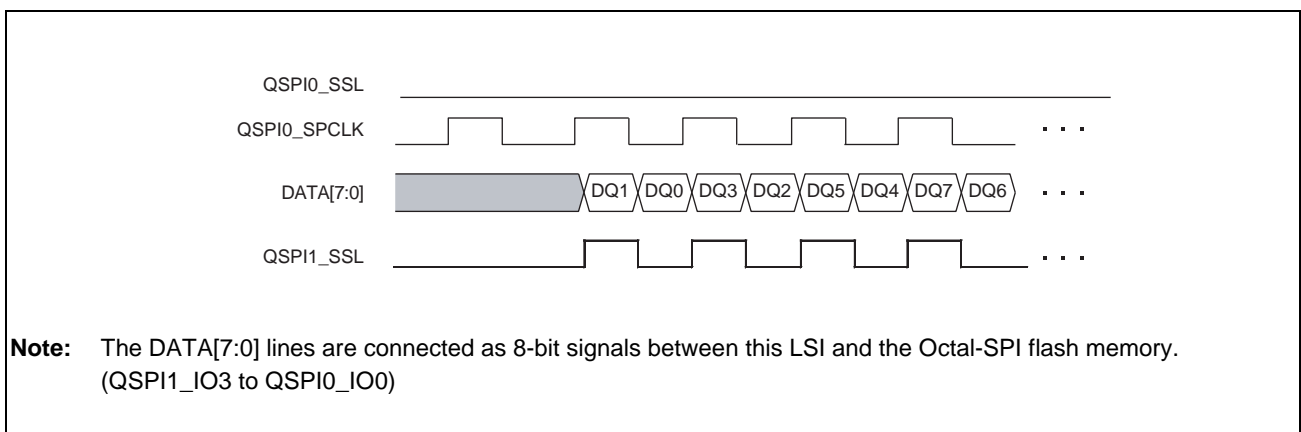 QSPI0_SSL
QSPI0_SPCLK
. . .
DATA[7:0]
DQ1 DQ0 DQ3 DQ2 DQ5 DQ4 DQ7 DQ6 . . .
QSPI1_SSL
. . .
Note: The DATA[7:0] lines are connected as 8-bit signals between this LSI and the Octal-SPI flash memory.
(QSPI1_IO3 to QSPI0_IO0)